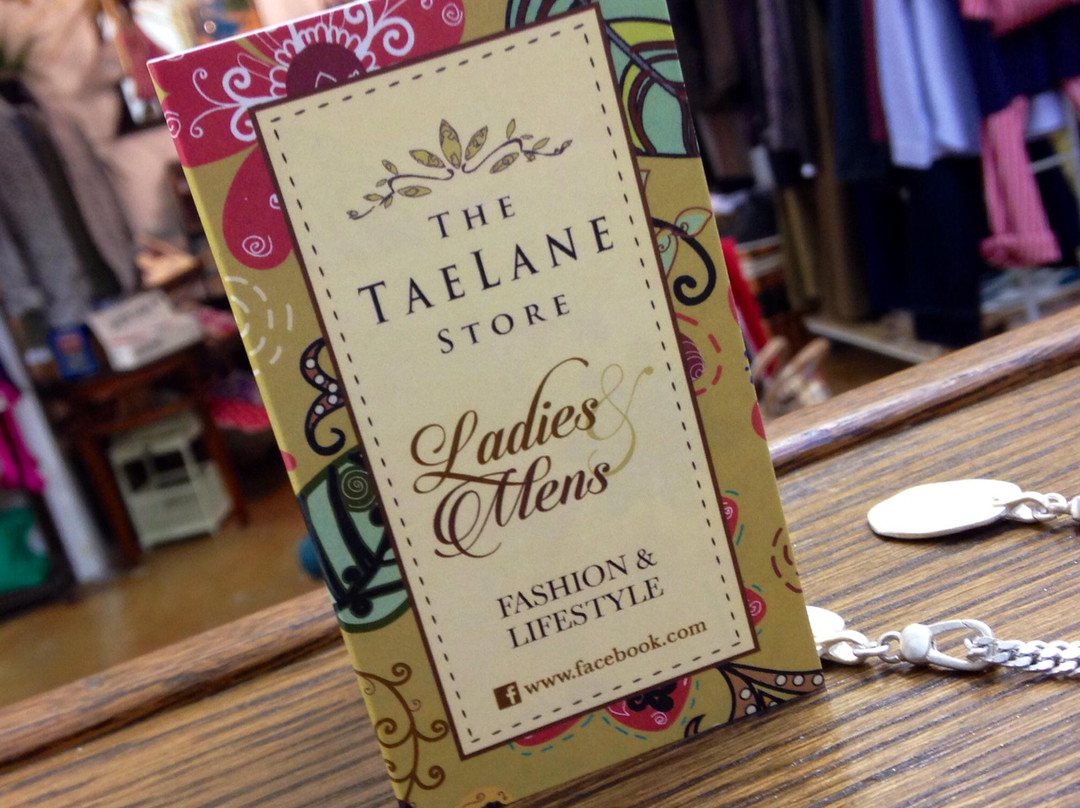 THE
TAELANE
STORE
Ladies &
Mens
FASHION &
LIFESTYLE
f www.facebook.com